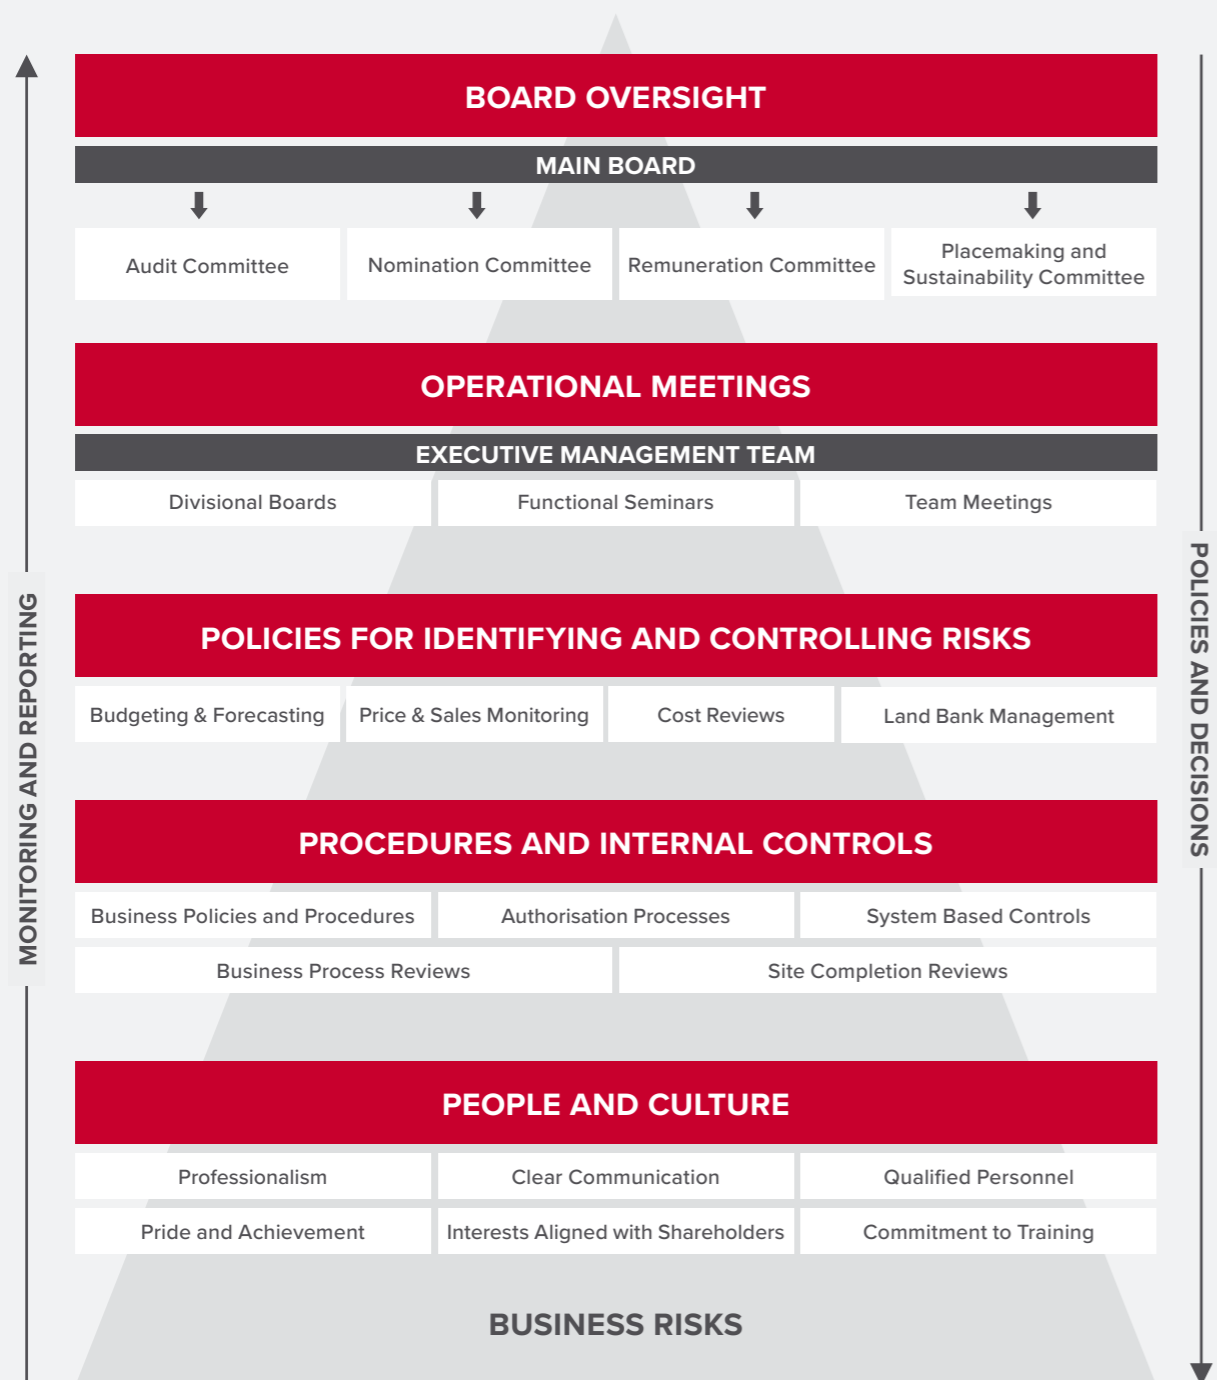 BOARD OVERSIGHT
MAIN BOARD
Audit Committee
Nomination Committee
Remuneration Committee
Placemaking and
Sustainability Committee
OPERATIONAL MEETINGS
EXECUTIVE MANAGEMENT TEAM
Divisional Boards
Functional Seminars
Team Meetings
POLICIES FOR IDENTIFYING AND CONTROLLING RISKS
Budgeting & Forecasting
Price & Sales Monitoring
Cost Reviews
Land Bank Management
PROCEDURES AND INTERNAL CONTROLS
Business Policies and Procedures
Authorisation Processes
System Based Controls
Business Process Reviews
Site Completion Reviews
PEOPLE AND CULTURE
Professionalism
Clear Communication
Qualified Personnel
Pride and Achievement
Interests Aligned with Shareholders
Commitment to Training
BUSINESS RISKS
MONITORING AND REPORTING
POLICIES AND DECISIONS